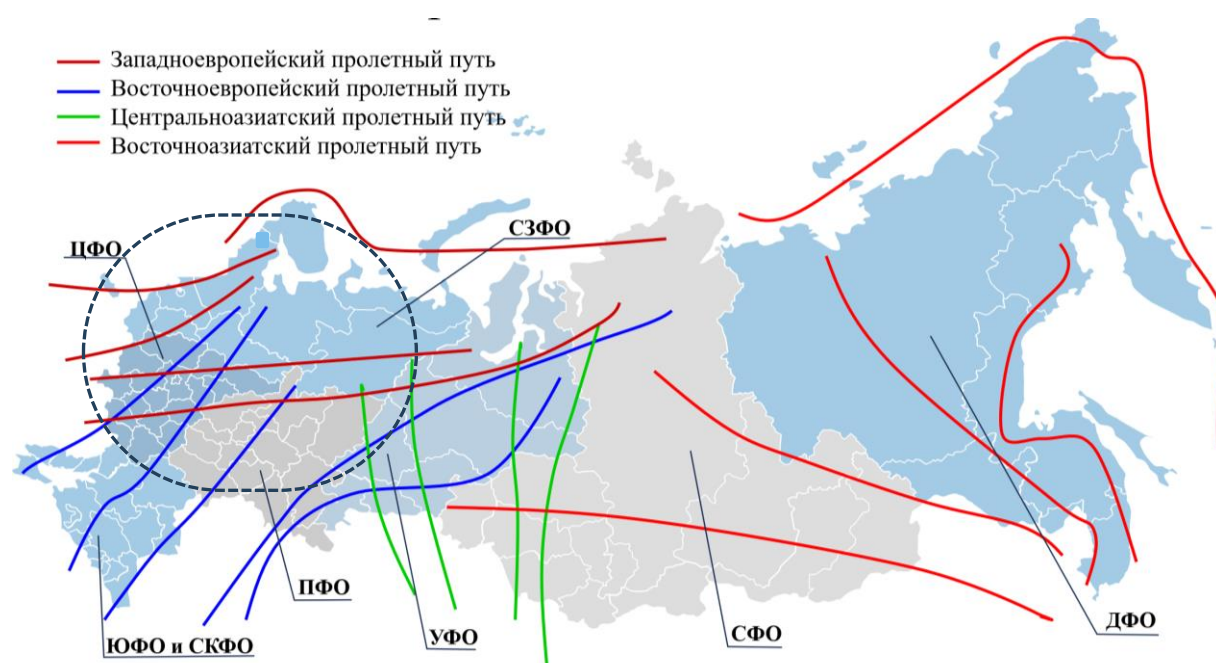 Западноевропейский пролетный путь
Восточноевропейский пролетный путь
Центральноазиатский пролетный путь
Восточноазиатский пролетный путь
СЗФО
ЦФО
ПФО
ЮФО и СКФО
УФО
СФО
ДФО